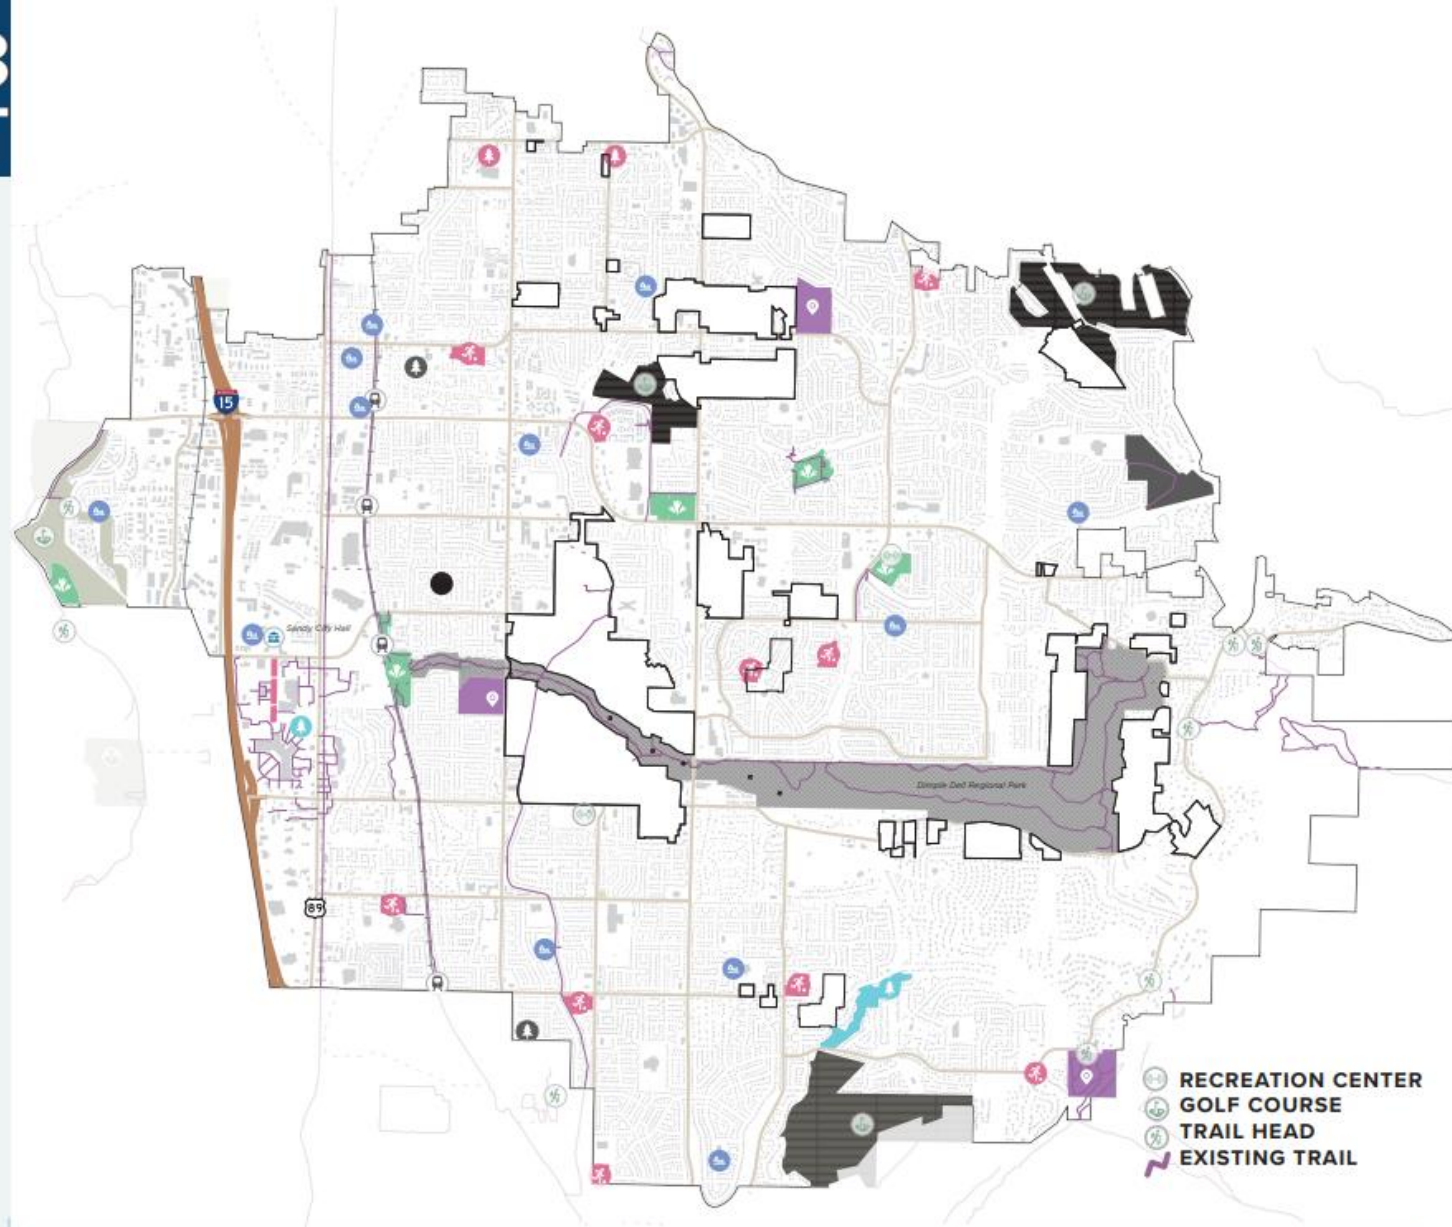 15
Sandy City Hall
Dimple Dell Regional Park
89
RECREATION CENTER
GOLF COURSE
TRAIL HEAD
EXISTING TRAIL